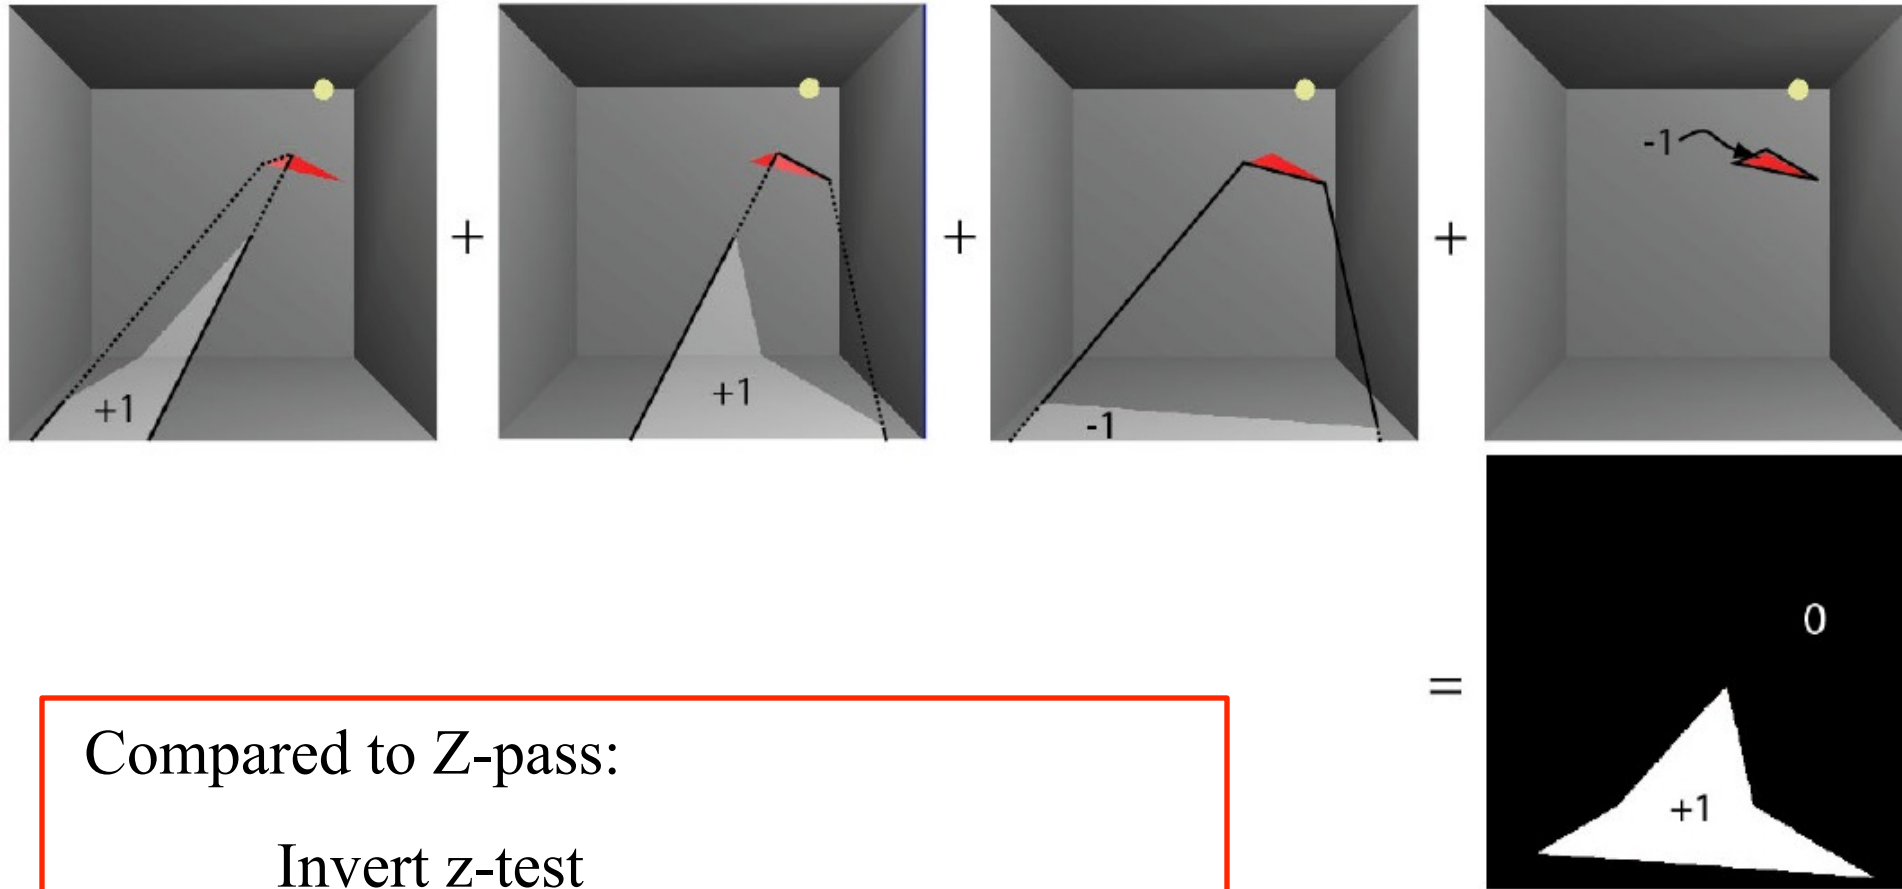 +1 + +1 + -1 + -1
= 0
+1
Compared to Z-pass:
Invert z-test